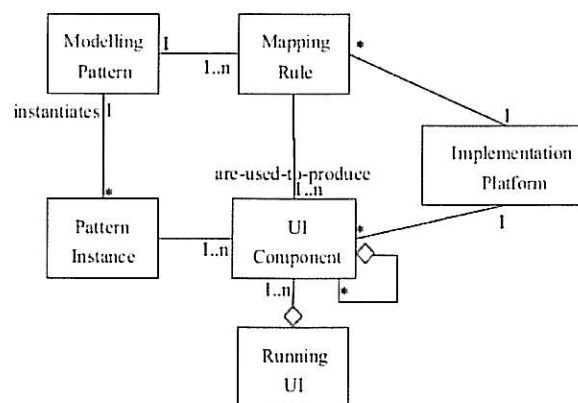 Modelling
Pattern
1
1..n
Mapping
Rule
*
instantiates
1
1
Implementation
Platform
are-used-to-produce
1..n
*
1
Pattern
Instance
1..n
UI
Component
*
1..n
*
Running
UI